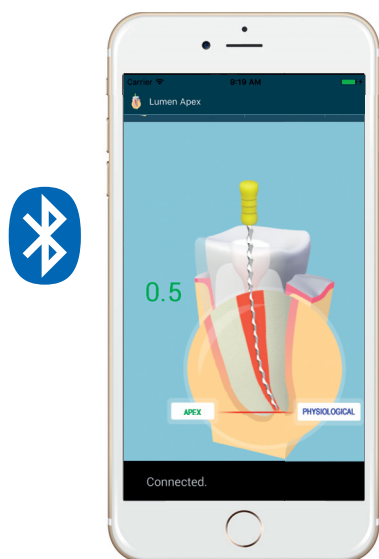 Carrier 9:19 AM
Lumen Apex
0.5
APEX PHYSIOLOGICAL
Connected.